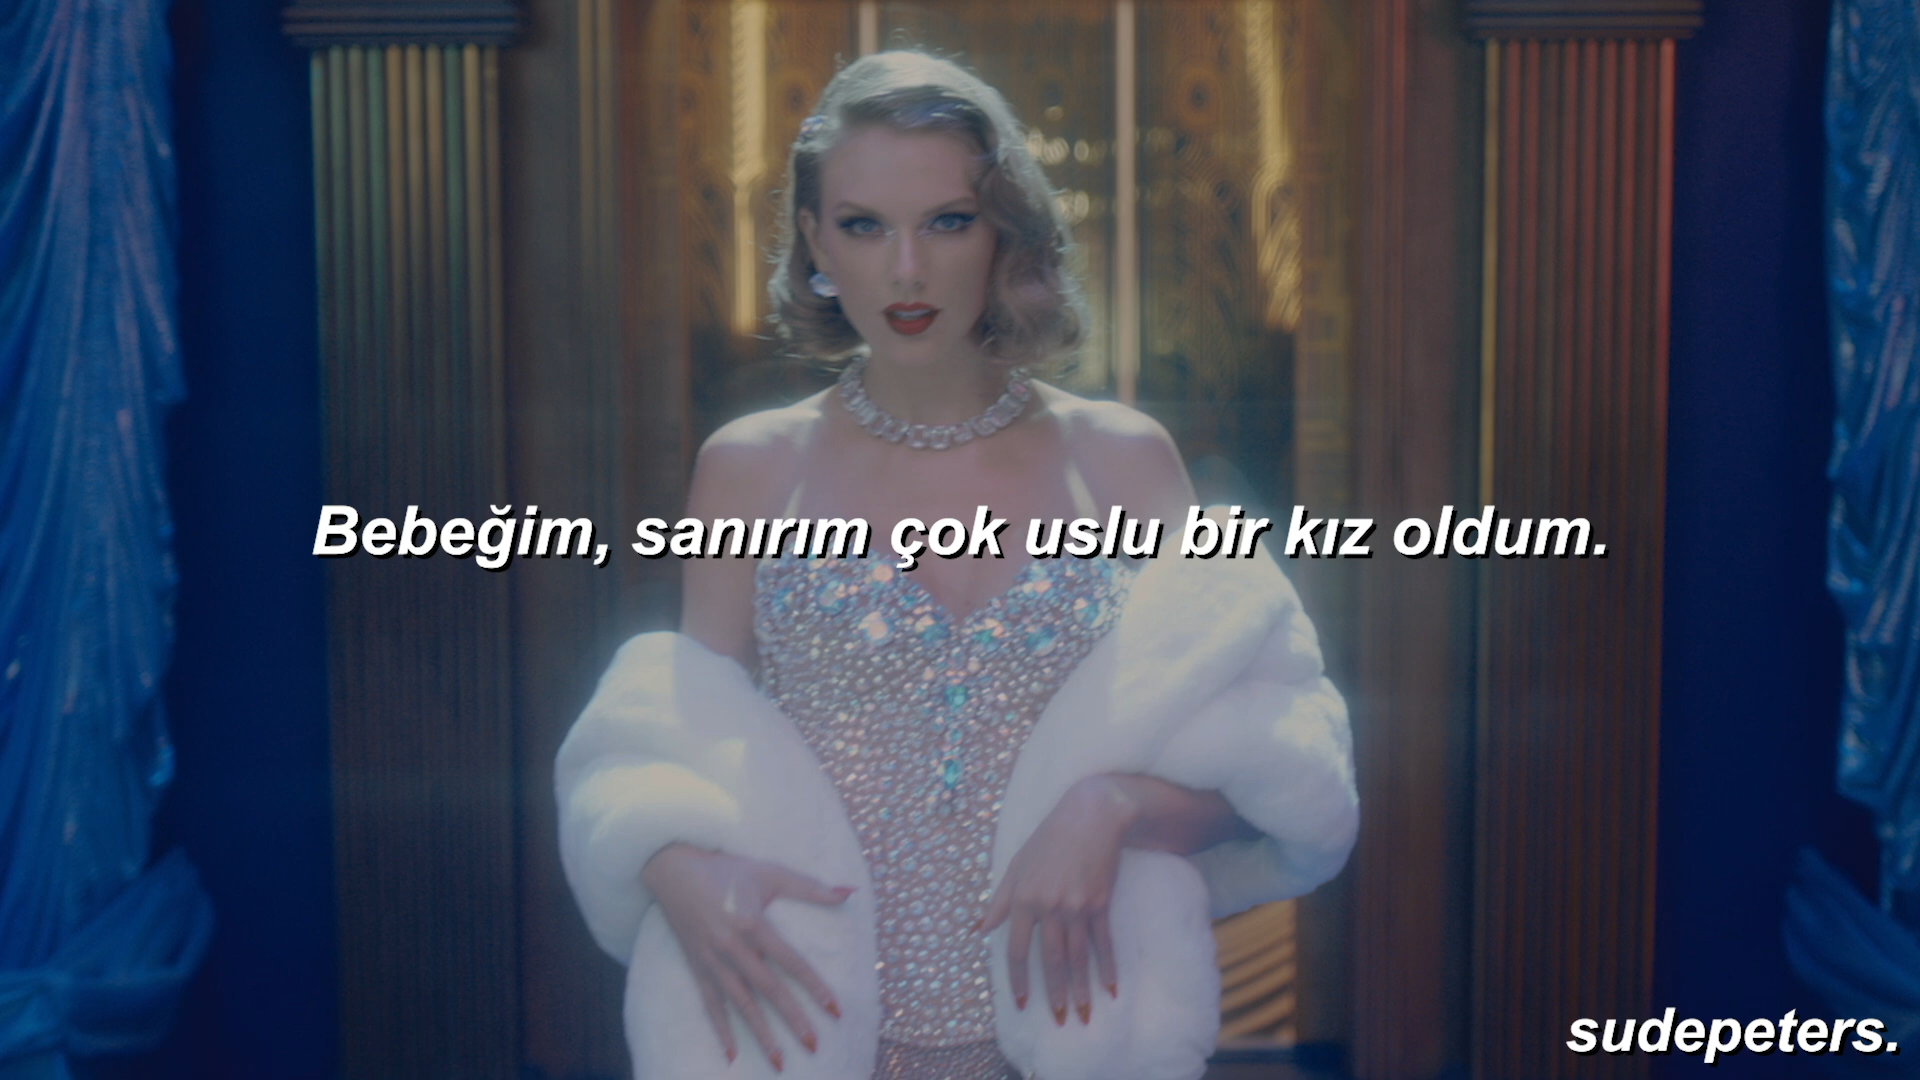 Bebeğim, sanırım çok uslu bir kız oldum.
sudepeters.